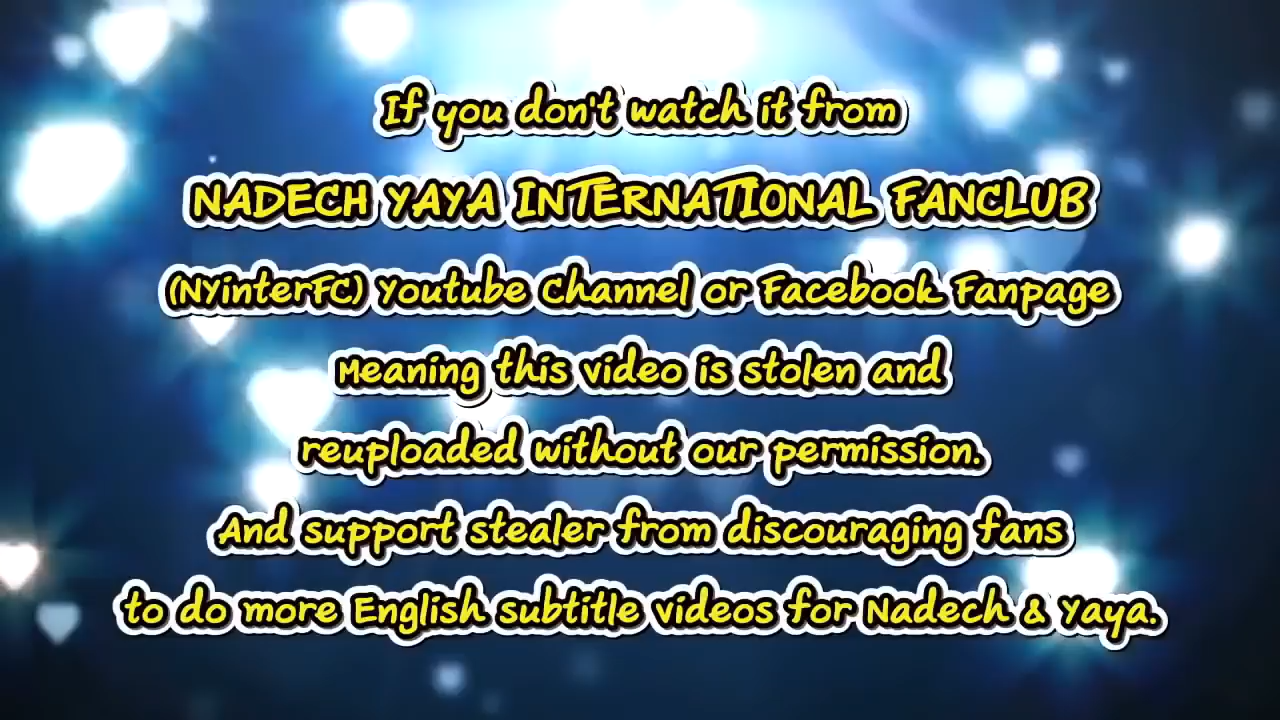 If you don't watch it from
NADECH YAYA INTERNATIONAL FANCLUB
(NYinterFC) Youtube Channel or Facebook Fanpage
Meaning this video is stolen and
reuploaded without our permission.
And support stealer from discouraging fans
to do more English subtitle videos for Nadech & Yaya.